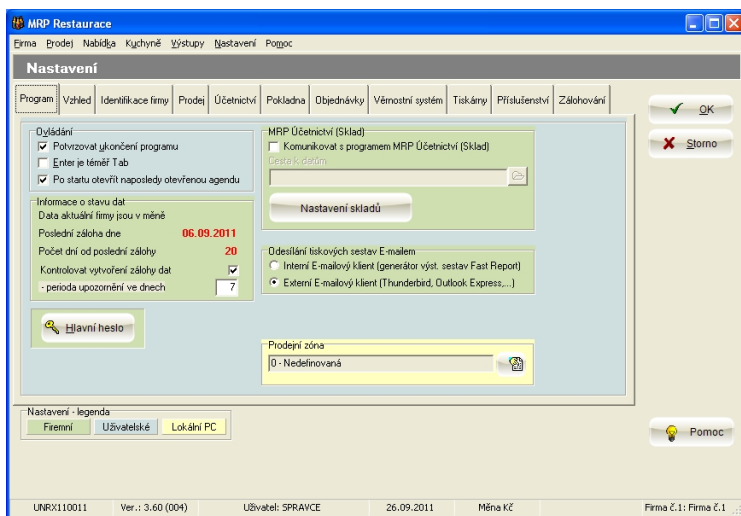 MRP Restaurace
Firma Prodej Nabídka Kuchyně Výstupy Nastavení Pomoc
Nastavení
Program Vzhled Identifikace firmy Prodej Účetnictví Pokladna Objednávky Věrnostní systém Tiskárny Příslušenství Zálohování
Ovládání
Potvrzovat ukončení programu
Enter je téměř Tab
Po startu otevřít naposledy otevřenou agendu
Informace o stavu dat
Data aktuální firmy jsou v měně
Poslední záloha dne 06.09.2011
Počet dní od poslední zálohy 20
Kontrolovat vytvoření zálohy dat
- perioda upozornění ve dnech 7
Hlavní heslo
MRP Účetnictví (Sklad)
Komunikovat s programem MRP Účetnictví (Sklad)
Cesta k datům
Nastavení skladů
Odesílání tiskových sestav E-mailem
Interní E-mailový klient (generátor výst. sestav Fast Report)
Externí E-mailový klient (Thunderbird, Outlook Express,...)
Prodejní zóna
0 - Nedefinovaná
OK
Storno
Nastavení - legenda
Firemní Uživatelské Lokální PC
Pomoc
UNRX110011 Ver.: 3.60 (004) Uživatel: SPRAVCE 26.09.2011 Měna Kč Firma č.1: Firma č.1